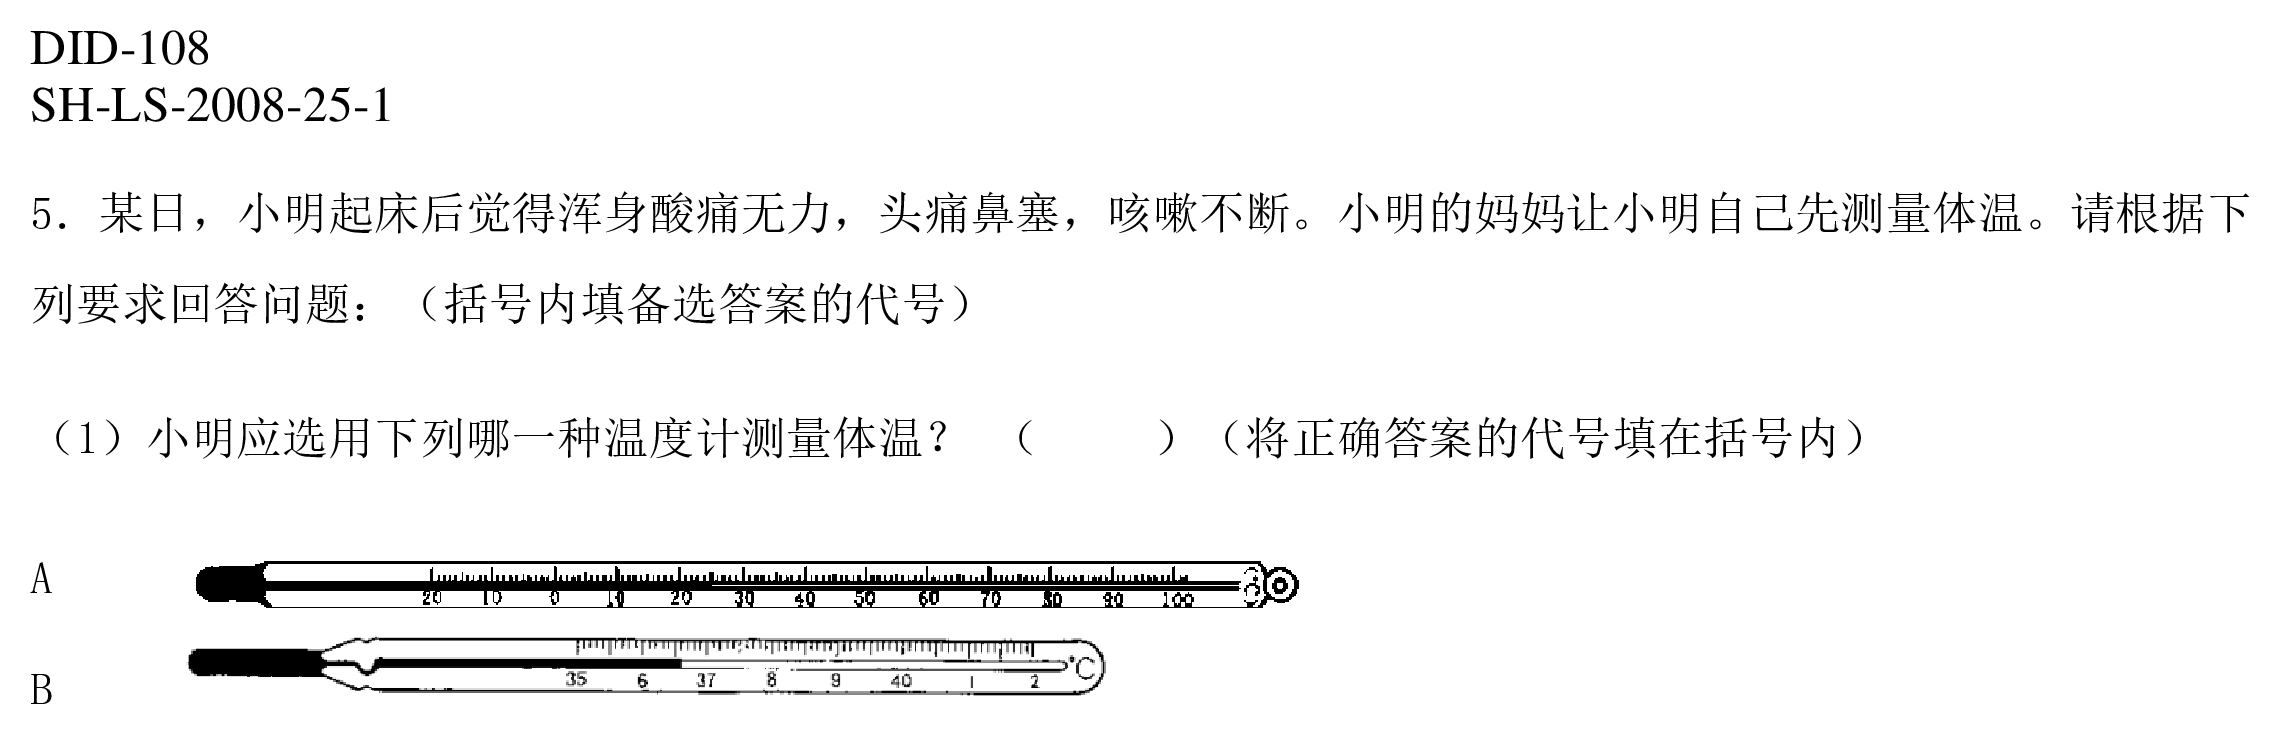 DID-108
SH-LS-2008-25-1
5．某日，小明起床后觉得浑身酸痛无力，头痛鼻塞，咳嗽不断。小明的妈妈让小明自己先测量体温。请根据下
列要求回答问题：（括号内填备选答案的代号）
（1）小明应选用下列哪一种温度计测量体温？ （ ）（将正确答案的代号填在括号内）
A
20 10 0 10 20 30 40 50 60 70 80 90 100
B
35 6 37 8 9 40 1 2 °C